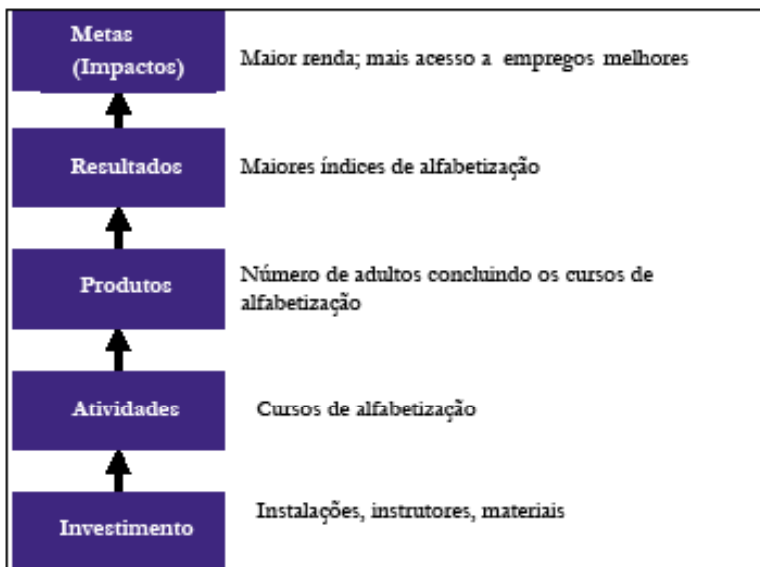 Metas
(Impactos)
Maior renda; mais acesso a empregos melhores
Resultados
Maiores índices de alfabetização
Produtos
Número de adultos concluindo os cursos de
alfabetização
Atividades
Cursos de alfabetização
Investimento
Instalações, instrutores, materiais